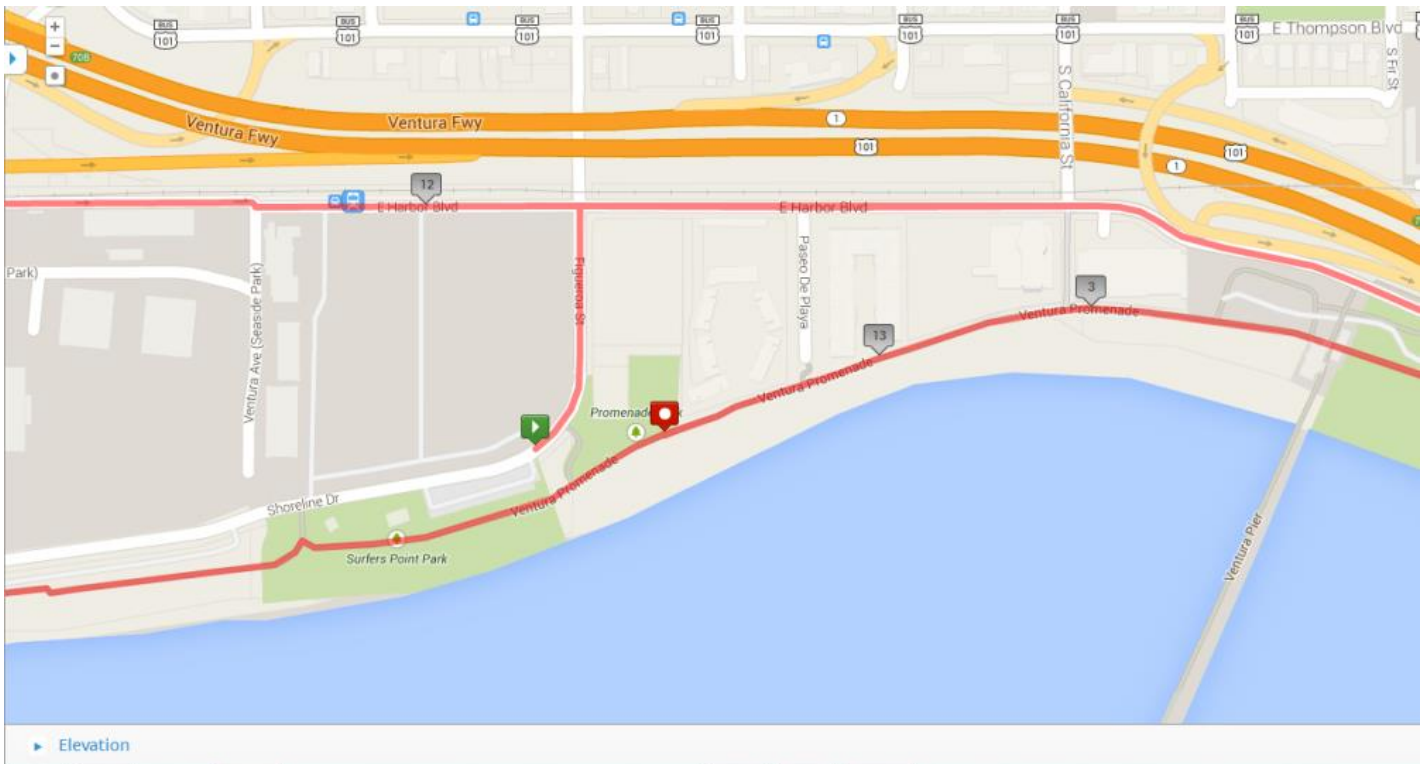 BUS
101
BUS
101
BUS
101
BUS
101
BUS
101
BUS
101
BUS
101
E Thompson Blvd
S Fir St
+
−
70B
Ventura Fwy
Ventura Fwy
1
101
S California St
101
1
12
E Harbor Blvd
E Harbor Blvd
Park)
Ventura Ave (Seaside Park)
Figueroa St
Paseo De Playa
3
Ventura Promenade
13
Ventura Promenade
Promenade
Ventura Promenade
Shoreline Dr
Surfers Point Park
Ventura Pier
Elevation